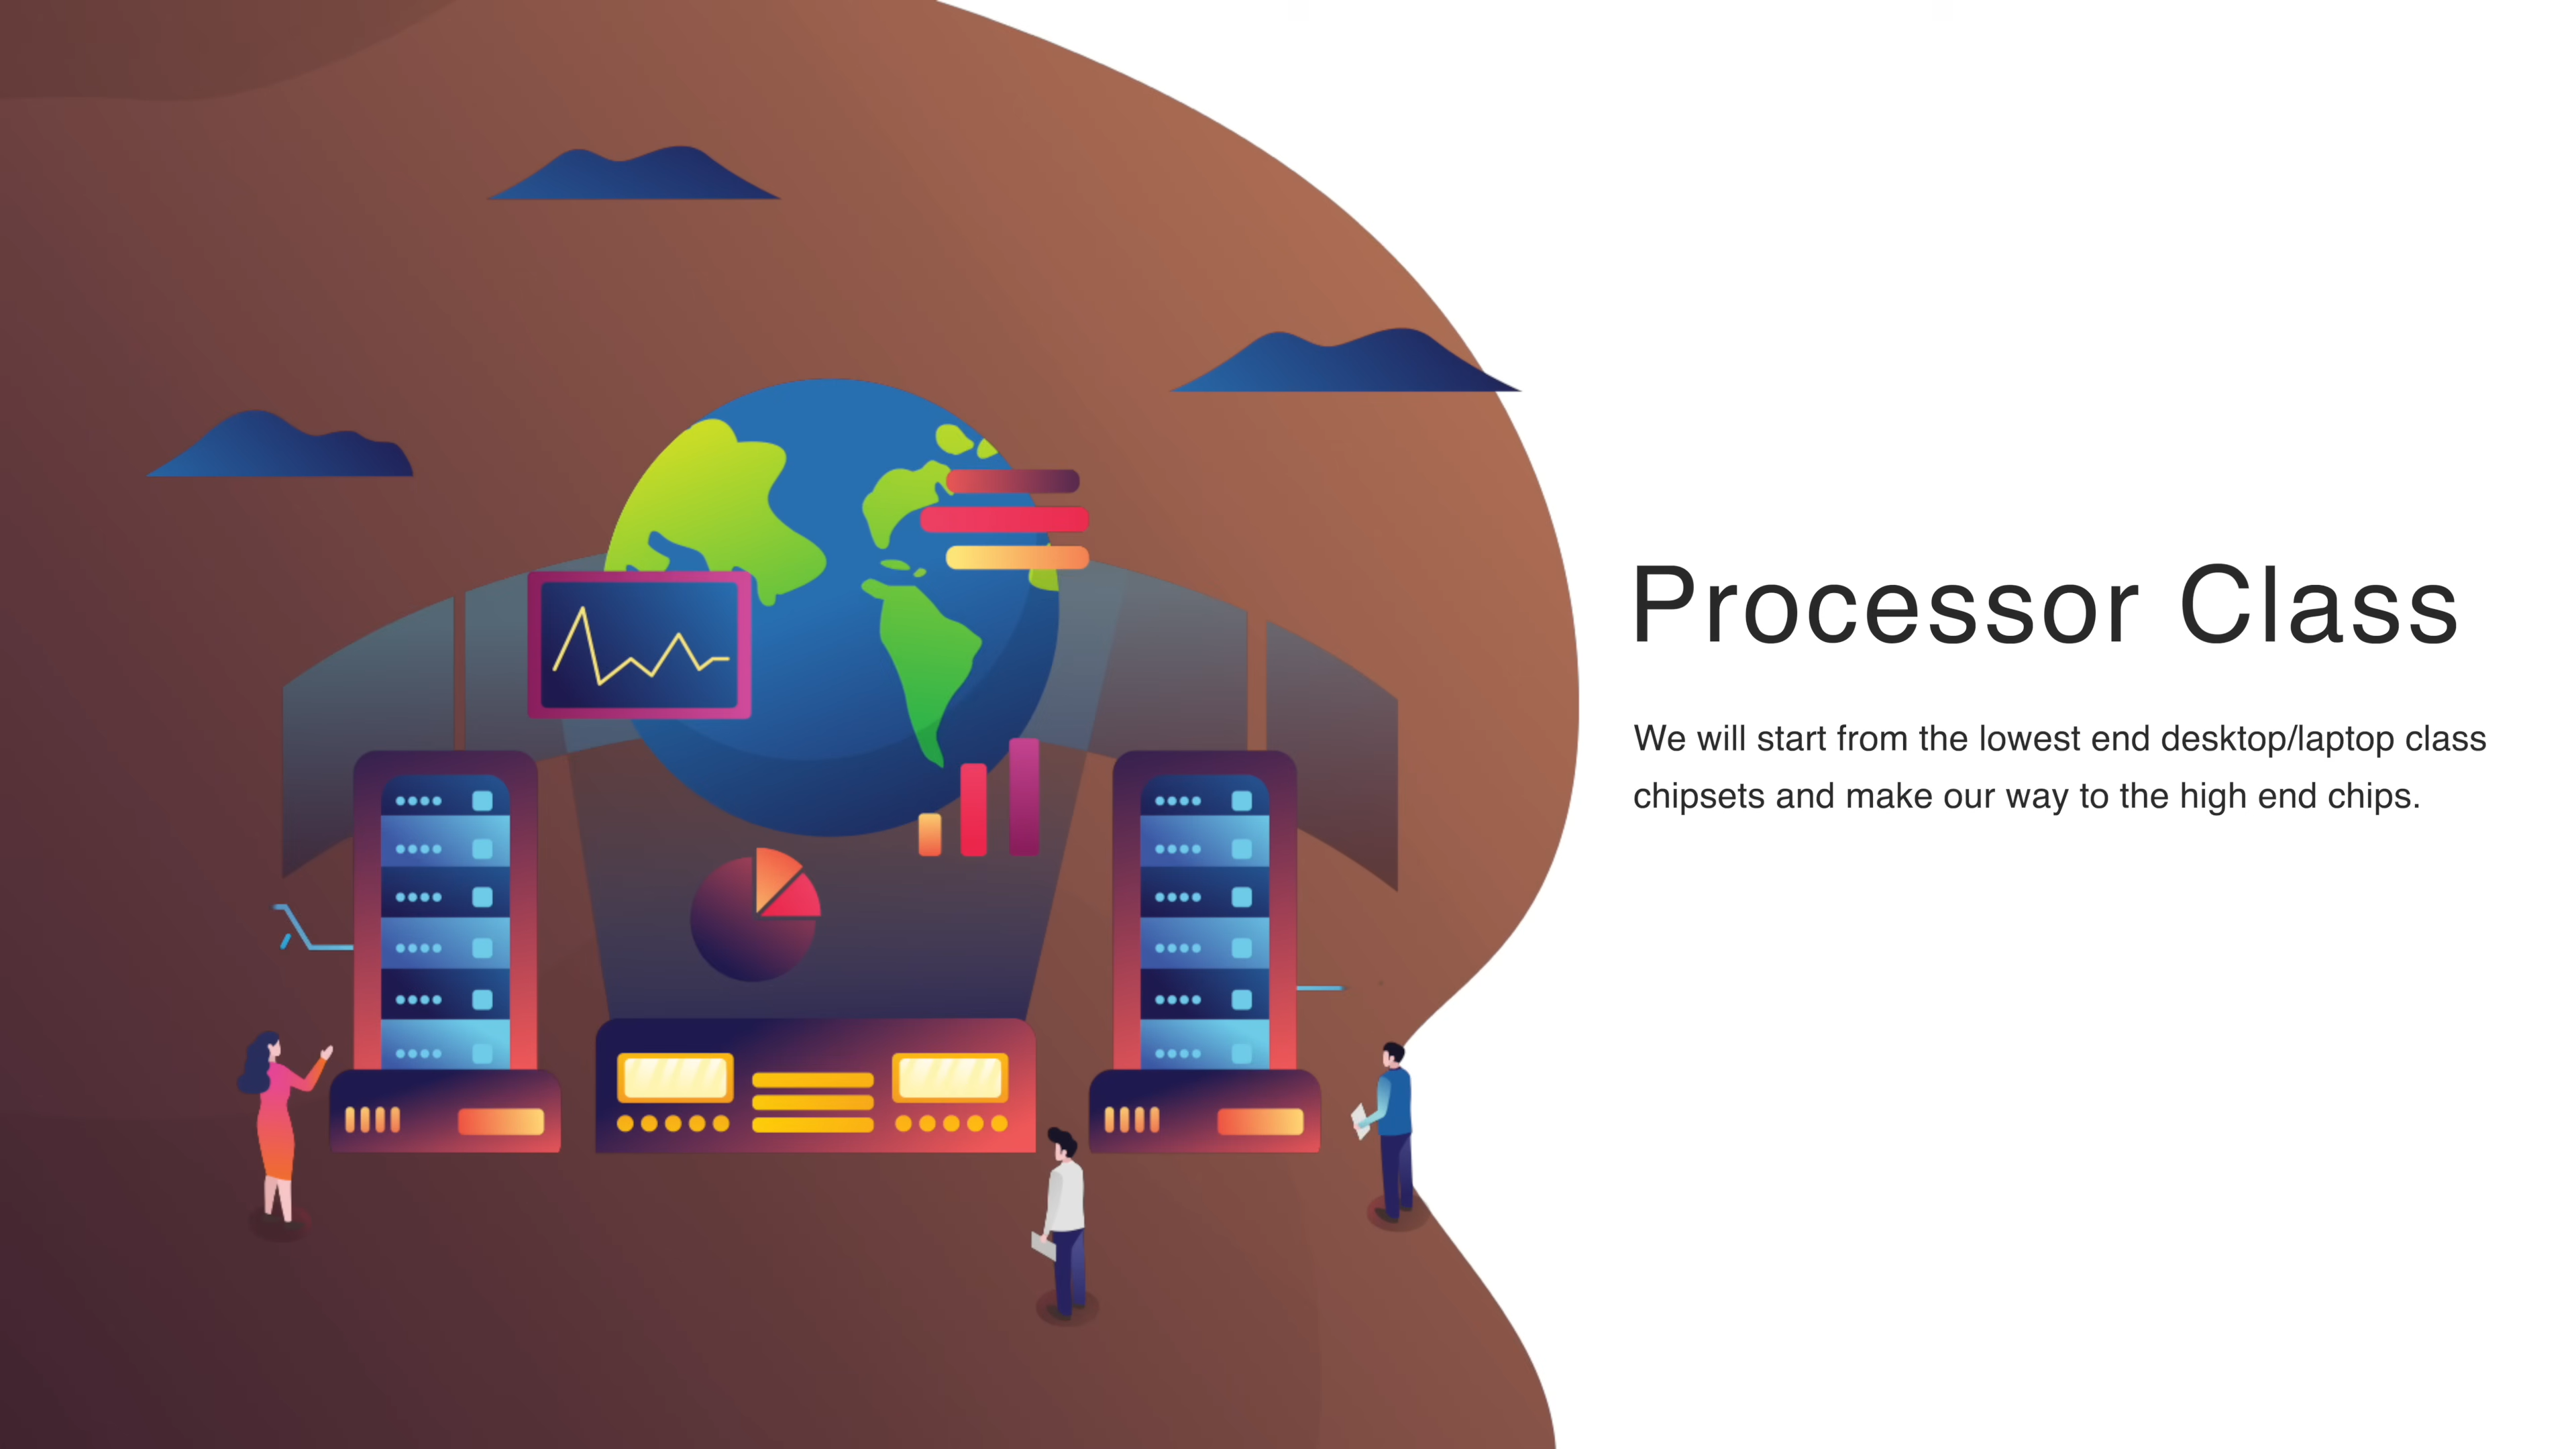 Processor Class
We will start from the lowest end desktop/laptop class
chipsets and make our way to the high end chips.